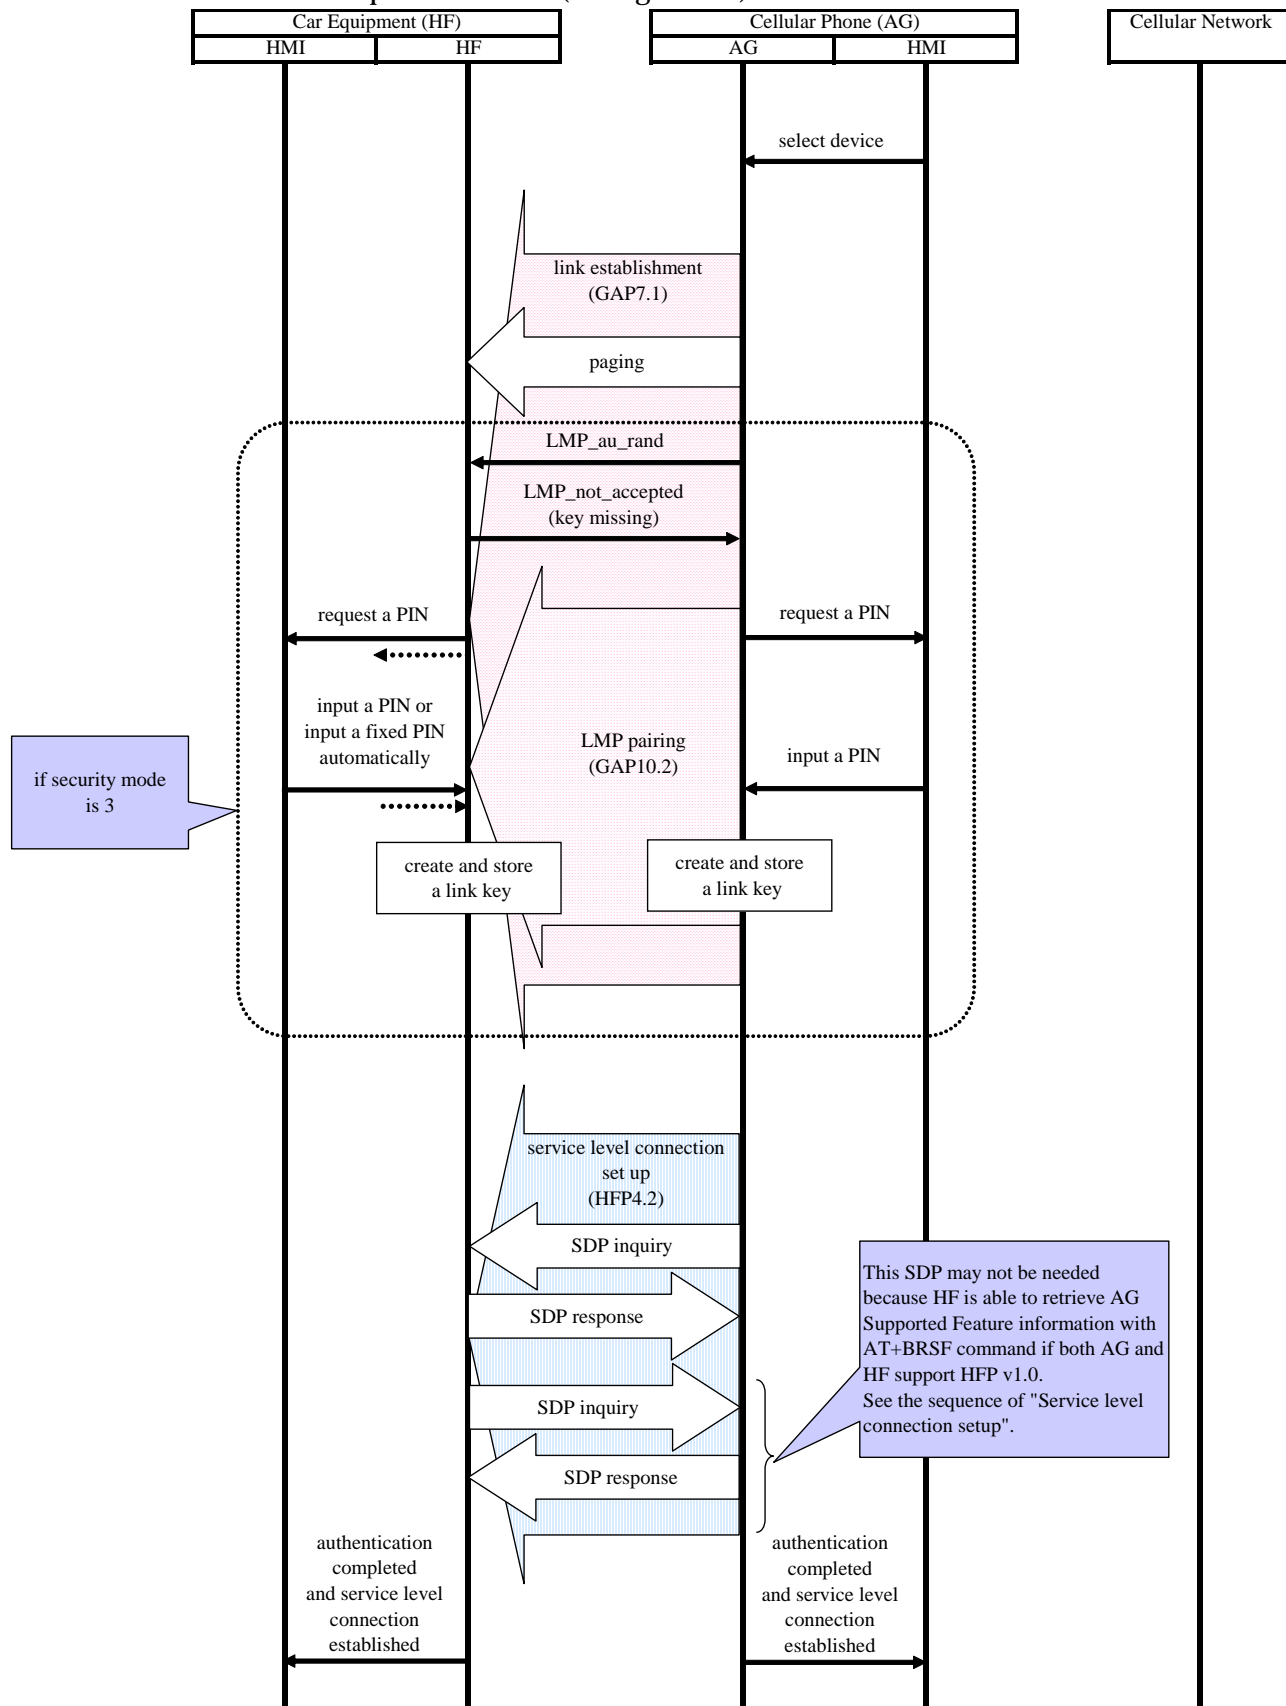 Car Equipment (HF)
Cellular Phone (AG)
Cellular Network
HMI
HF
AG
HMI
select device
link establishment
(GAP7.1)
paging
LMP_au_rand
LMP_not_accepted
(key missing)
request a PIN
request a PIN
input a PIN or
input a fixed PIN
automatically
LMP pairing
(GAP10.2)
input a PIN
if security mode
is 3
create and store
a link key
create and store
a link key
service level connection
set up
(HFP4.2)
SDP inquiry
SDP response
SDP inquiry
SDP response
This SDP may not be needed
because HF is able to retrieve AG
Supported Feature information with
AT+BRSF command if both AG and
HF support HFP v1.0.
See the sequence of "Service level
connection setup".
authentication
completed
and service level
connection
established
authentication
completed
and service level
connection
established